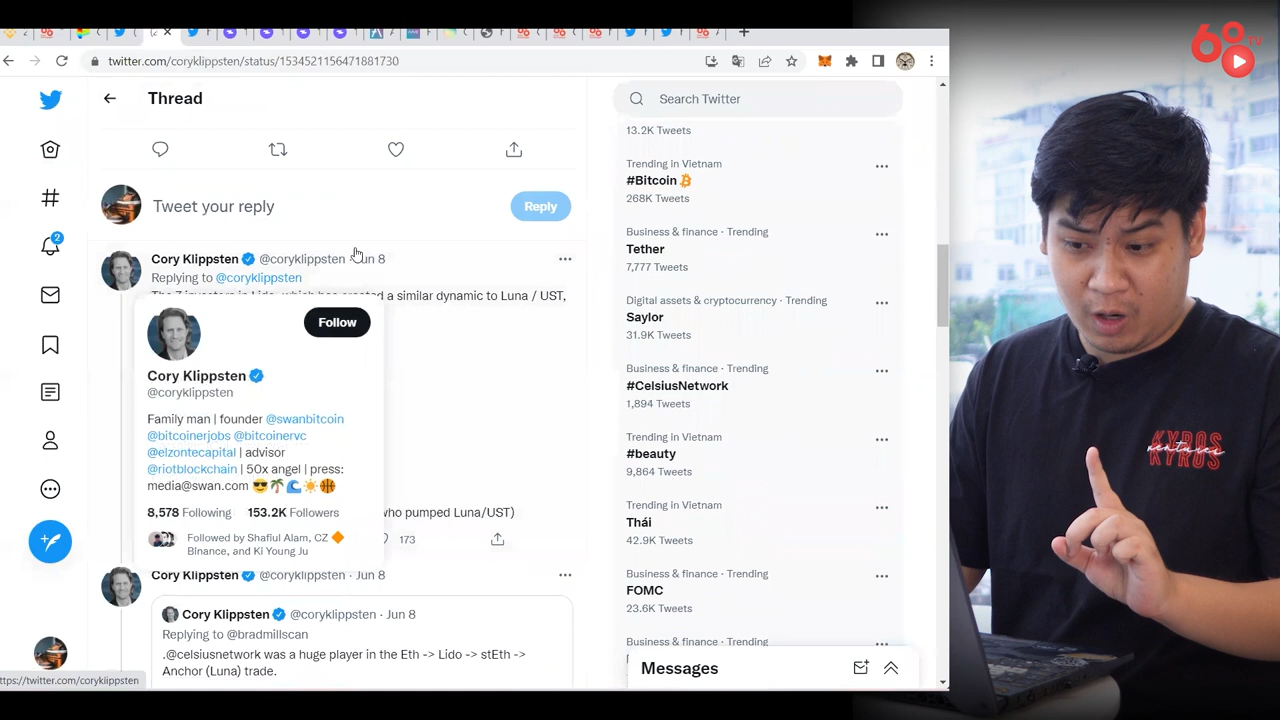 twitter.com/coryklippsten/status/1534521156471881730
Thread
Tweet your reply
Reply
Cory Klippsten @coryklippsten Jun 8
Replying to @coryklippsten
a similar dynamic to Luna / UST,
Follow
Cory Klippsten
@coryklippsten
Family man | founder @swanbitcoin
@bitcoinerjobs @bitcoinervc
@elzontecapital | advisor
@riotblockchain | 50x angel | press:
media@swan.com 😎🌴🌊☀️🏀
8,578 Following 153.2K Followers
who pumped Luna/UST)
Followed by Shafiul Alam, CZ 🔶
Binance, and Ki Young Ju
173
Cory Klippsten @coryklippsten · Jun 8
Cory Klippsten @coryklippsten · Jun 8
Replying to @bradmillscan
.@celsiusnetwork was a huge player in the Eth -> Lido -> stEth ->
Anchor (Luna) trade.
https://twitter.com/coryklippsten
Search Twitter
13.2K Tweets
Trending in Vietnam
#Bitcoin
268K Tweets
Business & finance · Trending
Tether
7,777 Tweets
Digital assets & cryptocurrency · Trending
Saylor
31.9K Tweets
Business & finance · Trending
#CelsiusNetwork
1,894 Tweets
Trending in Vietnam
#beauty
9,864 Tweets
Trending in Vietnam
Thái
42.9K Tweets
Business & finance · Trending
FOMC
23.6K Tweets
Business & finance · Trending
Messages
2
60
TV
KYROS
ventures
KYROS